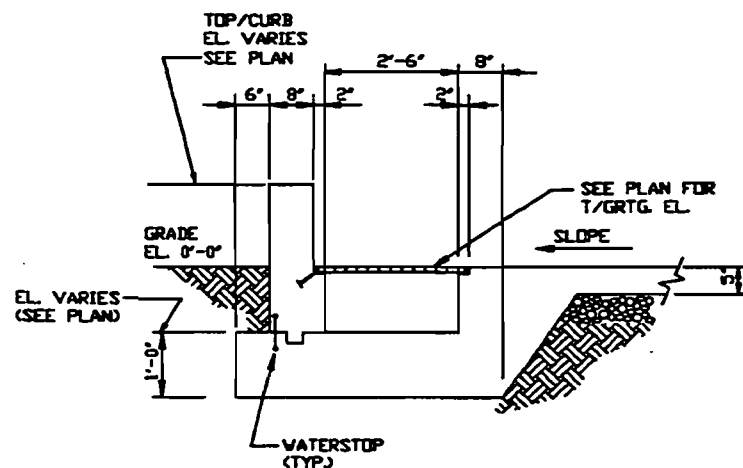 TOP/CURB
EL. VARIES
SEE PLAN
2'-6"
8"
6"
8"
2"
2"
SEE PLAN FOR
T/GRTG. EL.
SLOPE
GRADE
EL. 0'-0"
5"
EL. VARIES
(SEE PLAN)
1'-0"
WATERSTOP
(TYP.)